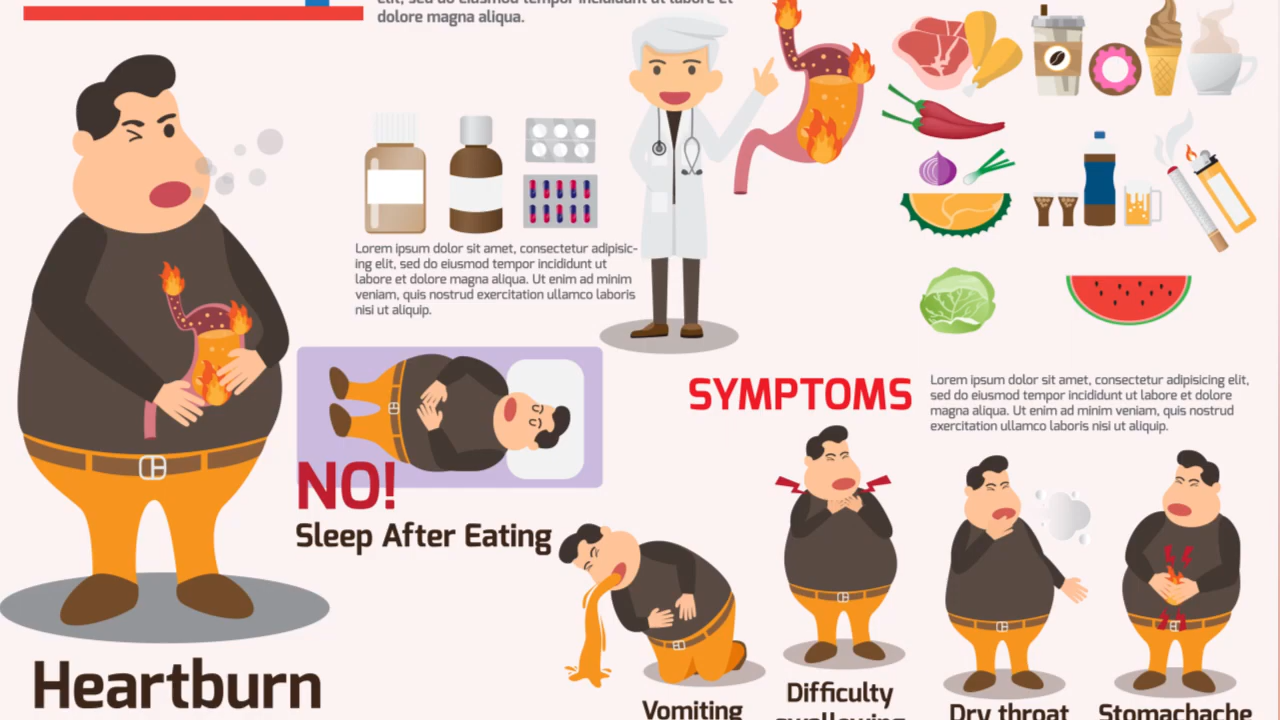 elit, sed do eiusmod tempor incididunt ut labore et
dolore magna aliqua.
Lorem ipsum dolor sit amet, consectetur adipisic-
ing elit, sed do eiusmod tempor incididunt ut
labore et dolore magna aliqua. Ut enim ad minim
veniam, quis nostrud exercitation ullamco laboris
nisi ut aliquip.
NO!
Sleep After Eating
Heartburn
SYMPTOMS
Lorem ipsum dolor sit amet, consectetur adipisicing elit,
sed do eiusmod tempor incididunt ut labore et dolore
magna aliqua. Ut enim ad minim veniam, quis nostrud
exercitation ullamco laboris nisi ut aliquip.
Vomiting
Difficulty
swallowing
Dry throat
Stomachache